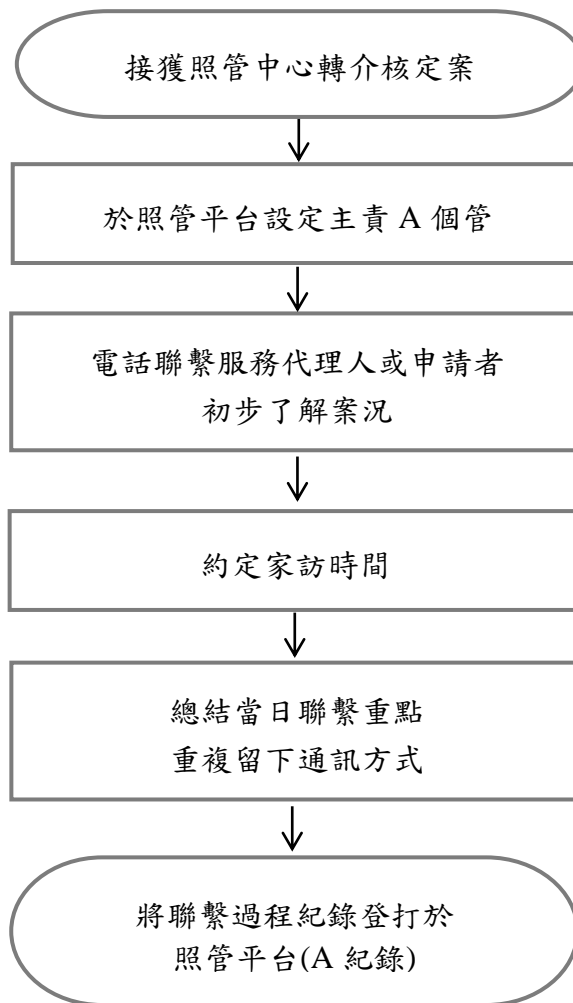 接獲照管中心轉介核定案
於照管平台設定主責 A 個管
電話聯繫服務代理人或申請者
初步了解案況
約定家訪時間
總結當日聯繫重點
重複留下通訊方式
將聯繫過程紀錄登打於
照管平台(A 紀錄)